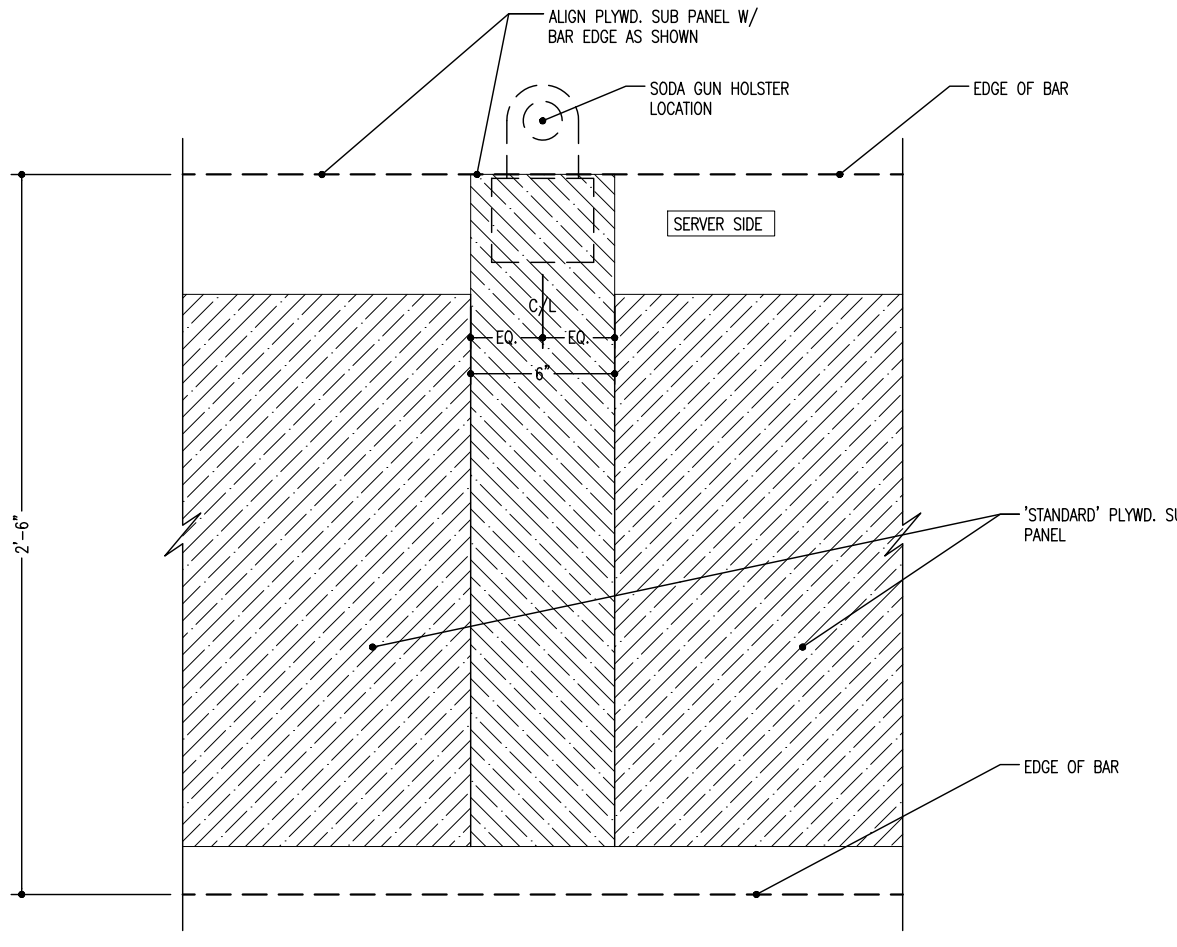 ALIGN PLYWD. SUB PANEL W/
BAR EDGE AS SHOWN
SODA GUN HOLSTER
LOCATION
EDGE OF BAR
SERVER SIDE
C/L
EQ. EQ.
6"
2'-6"
'STANDARD' PLYWD.
PANEL
EDGE OF BAR